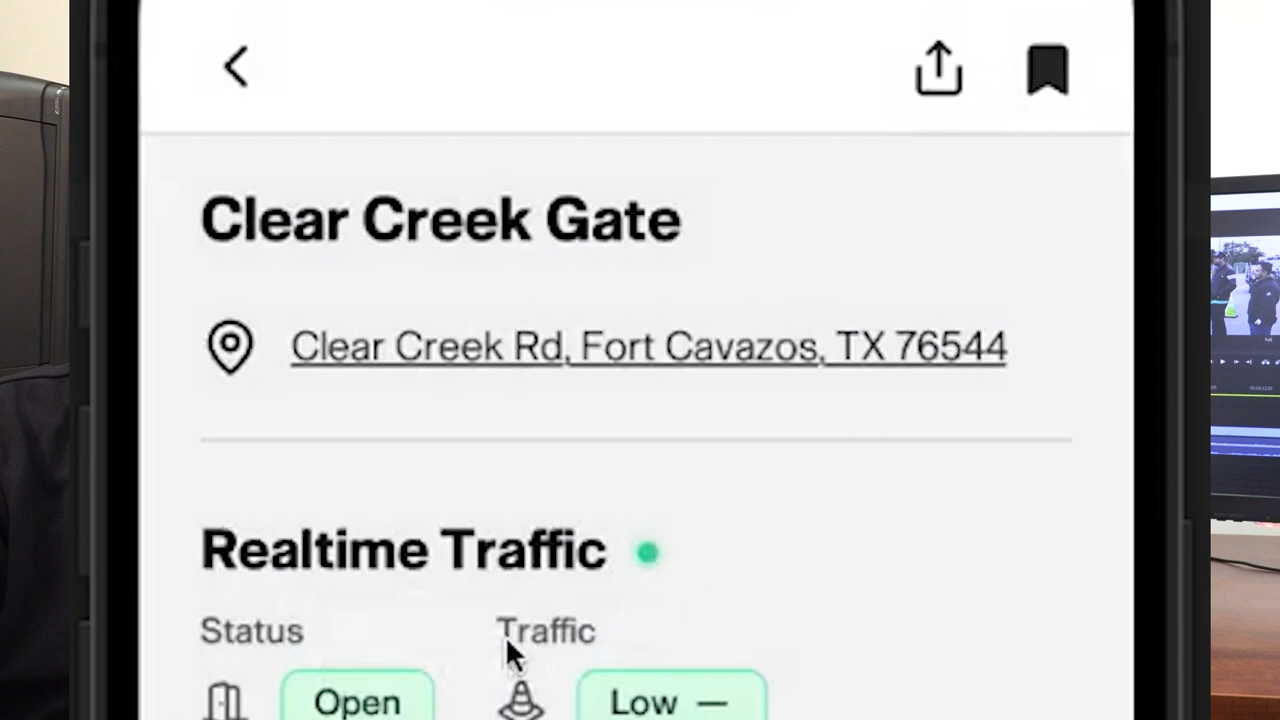 Clear Creek Gate
Clear Creek Rd, Fort Cavazos, TX 76544
Realtime Traffic
Status Traffic
Open Low —